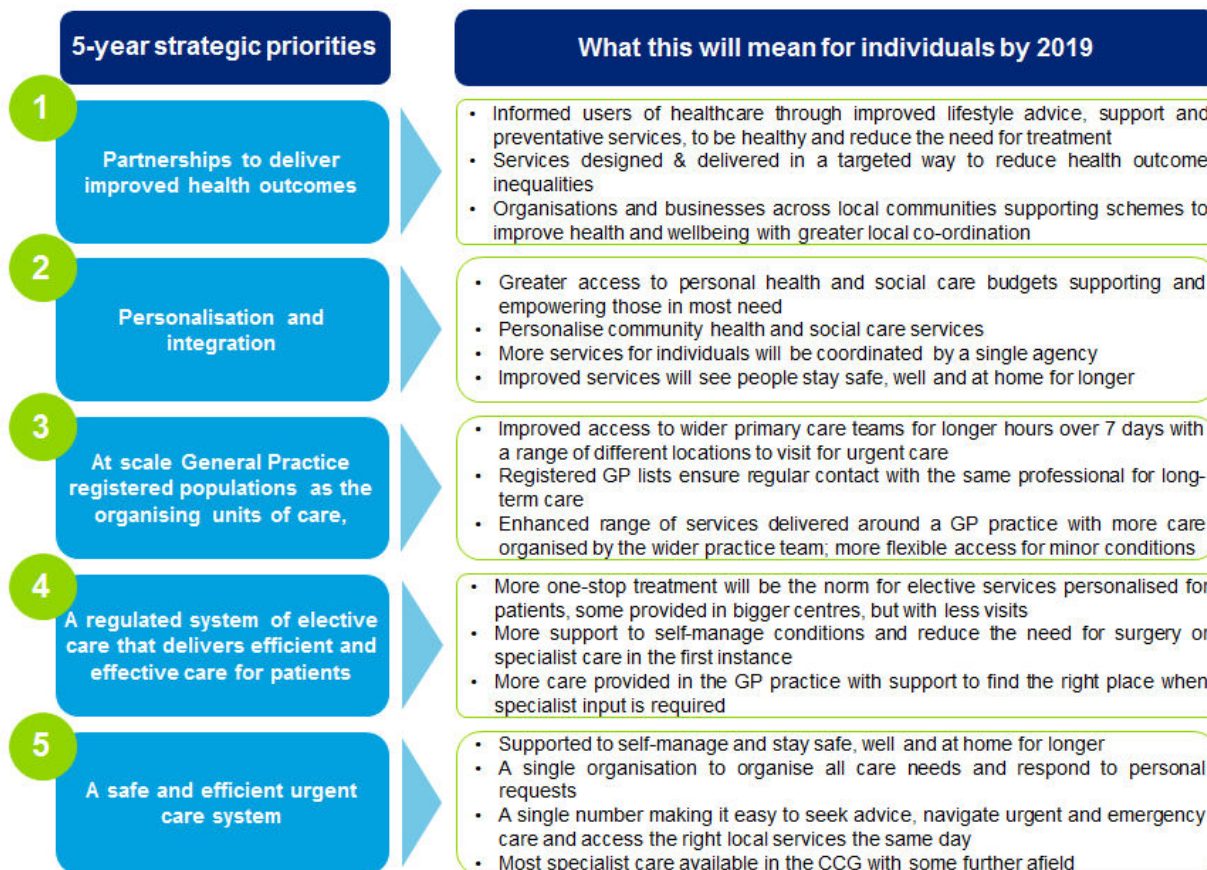 5-year strategic priorities
What this will mean for individuals by 2019
1
Partnerships to deliver
improved health outcomes
• Informed users of healthcare through improved lifestyle advice, support and
preventative services, to be healthy and reduce the need for treatment
• Services designed & delivered in a targeted way to reduce health outcome
inequalities
• Organisations and businesses across local communities supporting schemes to
improve health and wellbeing with greater local co-ordination
2
Personalisation and
integration
• Greater access to personal health and social care budgets supporting and
empowering those in most need
• Personalise community health and social care services
• More services for individuals will be coordinated by a single agency
• Improved services will see people stay safe, well and at home for longer
3
At scale General Practice
registered populations as the
organising units of care,
• Improved access to wider primary care teams for longer hours over 7 days with
a range of different locations to visit for urgent care
• Registered GP lists ensure regular contact with the same professional for long-
term care
• Enhanced range of services delivered around a GP practice with more care
organised by the wider practice team; more flexible access for minor conditions
4
A regulated system of elective
care that delivers efficient and
effective care for patients
• More one-stop treatment will be the norm for elective services personalised for
patients, some provided in bigger centres, but with less visits
• More support to self-manage conditions and reduce the need for surgery or
specialist care in the first instance
• More care provided in the GP practice with support to find the right place when
specialist input is required
5
A safe and efficient urgent
care system
• Supported to self-manage and stay safe, well and at home for longer
• A single organisation to organise all care needs and respond to personal
requests
• A single number making it easy to seek advice, navigate urgent and emergency
care and access the right local services the same day
• Most specialist care available in the CCG with some further afield